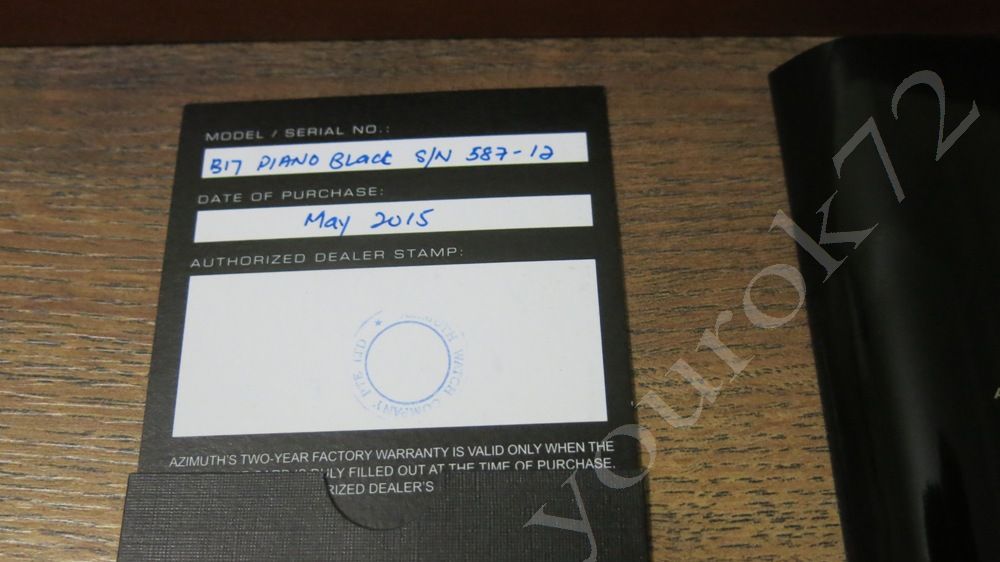 MODEL / SERIAL NO.:
B17 PIANO Black S/N 587-12
DATE OF PURCHASE:
May 2015
AUTHORIZED DEALER STAMP:
AZIMUTH WATCH COMPANY PTE LTD ★
AZIMUTH'S TWO-YEAR FACTORY WARRANTY IS VALID ONLY WHEN THE
CARD IS DULY FILLED OUT AT THE TIME OF PURCHASE.
DEALER'S
yourok72